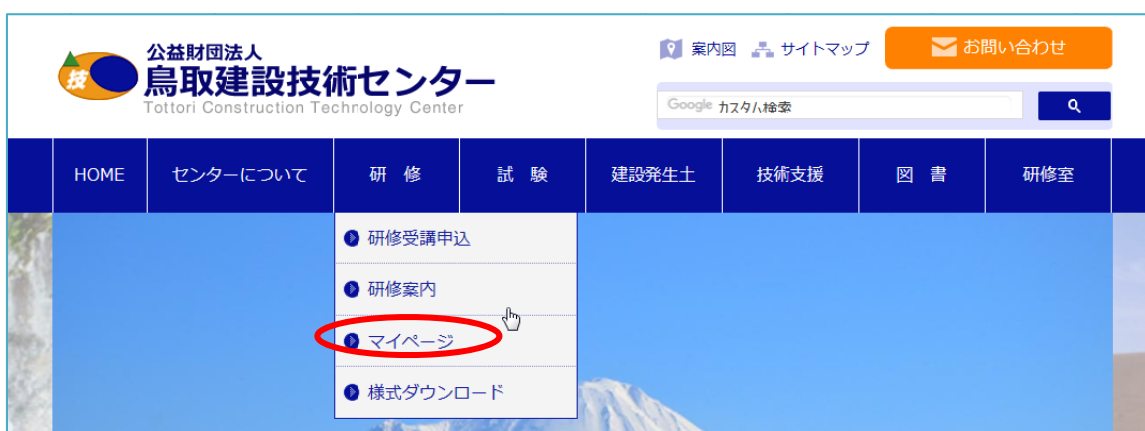 技
公益財団法人
鳥取建設技術センター
Tottori Construction Technology Center
案内図 サイトマップ お問い合わせ
Google カスタム検索
HOME センターについて 研 修 試 験 建設発生土 技術支援 図 書 研修室
研修受講申込
研修案内
マイページ
様式ダウンロード